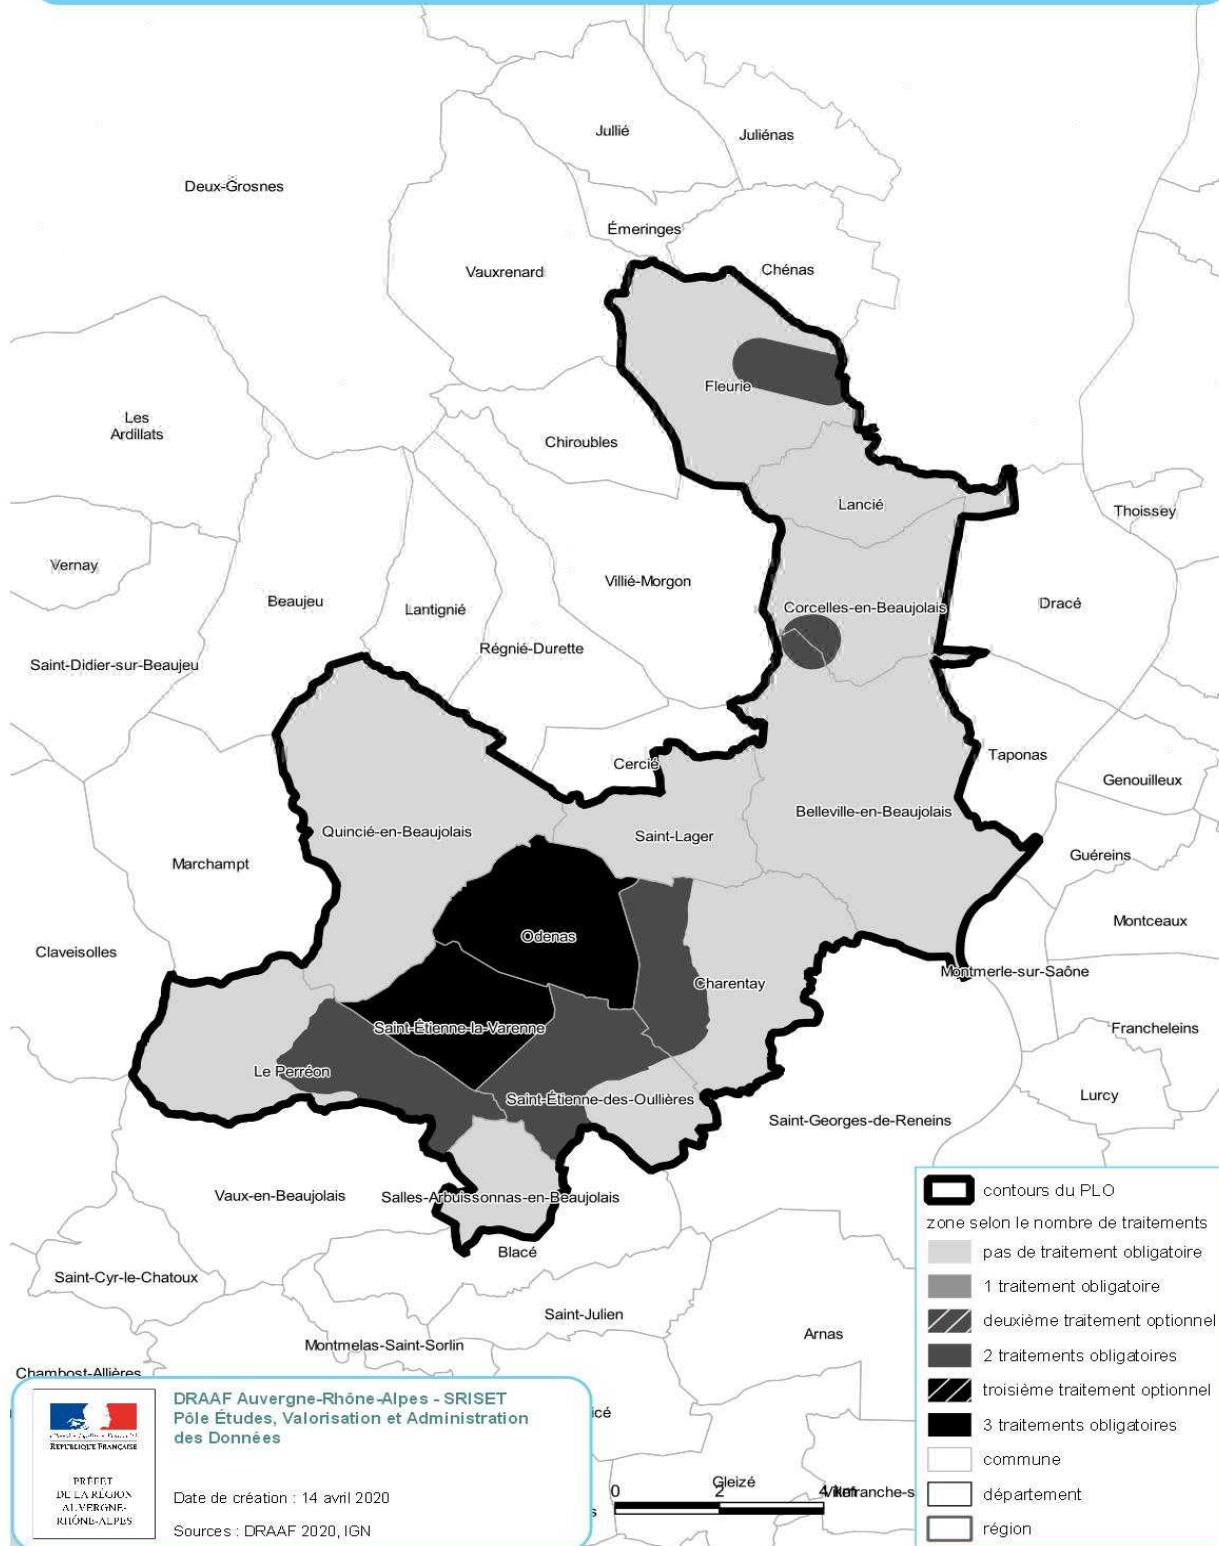 Jullié
Juliénas
Deux-Grosnes
Émeringes
Vauxrenard
Chénas
Fleurie
Les
Ardillats
Chiroubles
Lancié
Thoissey
Vernay
Villié-Morgon
Beaujeu
Lantignié
Corcelles-en-Beaujolais
Dracé
Régnié-Durette
Saint-Didier-sur-Beaujeu
Cercié
Taponas
Genouilleux
Quincié-en-Beaujolais
Saint-Lager
Belleville-en-Beaujolais
Marchampt
Guéreins
Montceaux
Odenas
Claveisolles
Charentay
Montmerle-sur-Saône
Saint-Étienne-la-Varenne
Francheleins
Le Perréon
Saint-Étienne-des-Oullières
Lurcy
Saint-Georges-de-Reneins
Vaux-en-Beaujolais
Salles-Arbuissonnas-en-Beaujolais
Blacé
Saint-Cyr-le-Chatoux
Saint-Julien
Arnas
Montmelas-Saint-Sorlin
Chambost-Allières
icé
Gleizé
Villefranche-s
s
0 2 4 km
contours du PLO
zone selon le nombre de traitements
pas de traitement obligatoire
1 traitement obligatoire
deuxième traitement optionnel
2 traitements obligatoires
troisième traitement optionnel
3 traitements obligatoires
commune
département
région
RÉPUBLIQUE FRANÇAISE
PRÉFET
DE LA RÉGION
AUVERGNE-
RHÔNE-ALPES
DRAAF Auvergne-Rhône-Alpes - SRISET
Pôle Études, Valorisation et Administration
des Données
Date de création : 14 avril 2020
Sources : DRAAF 2020, IGN